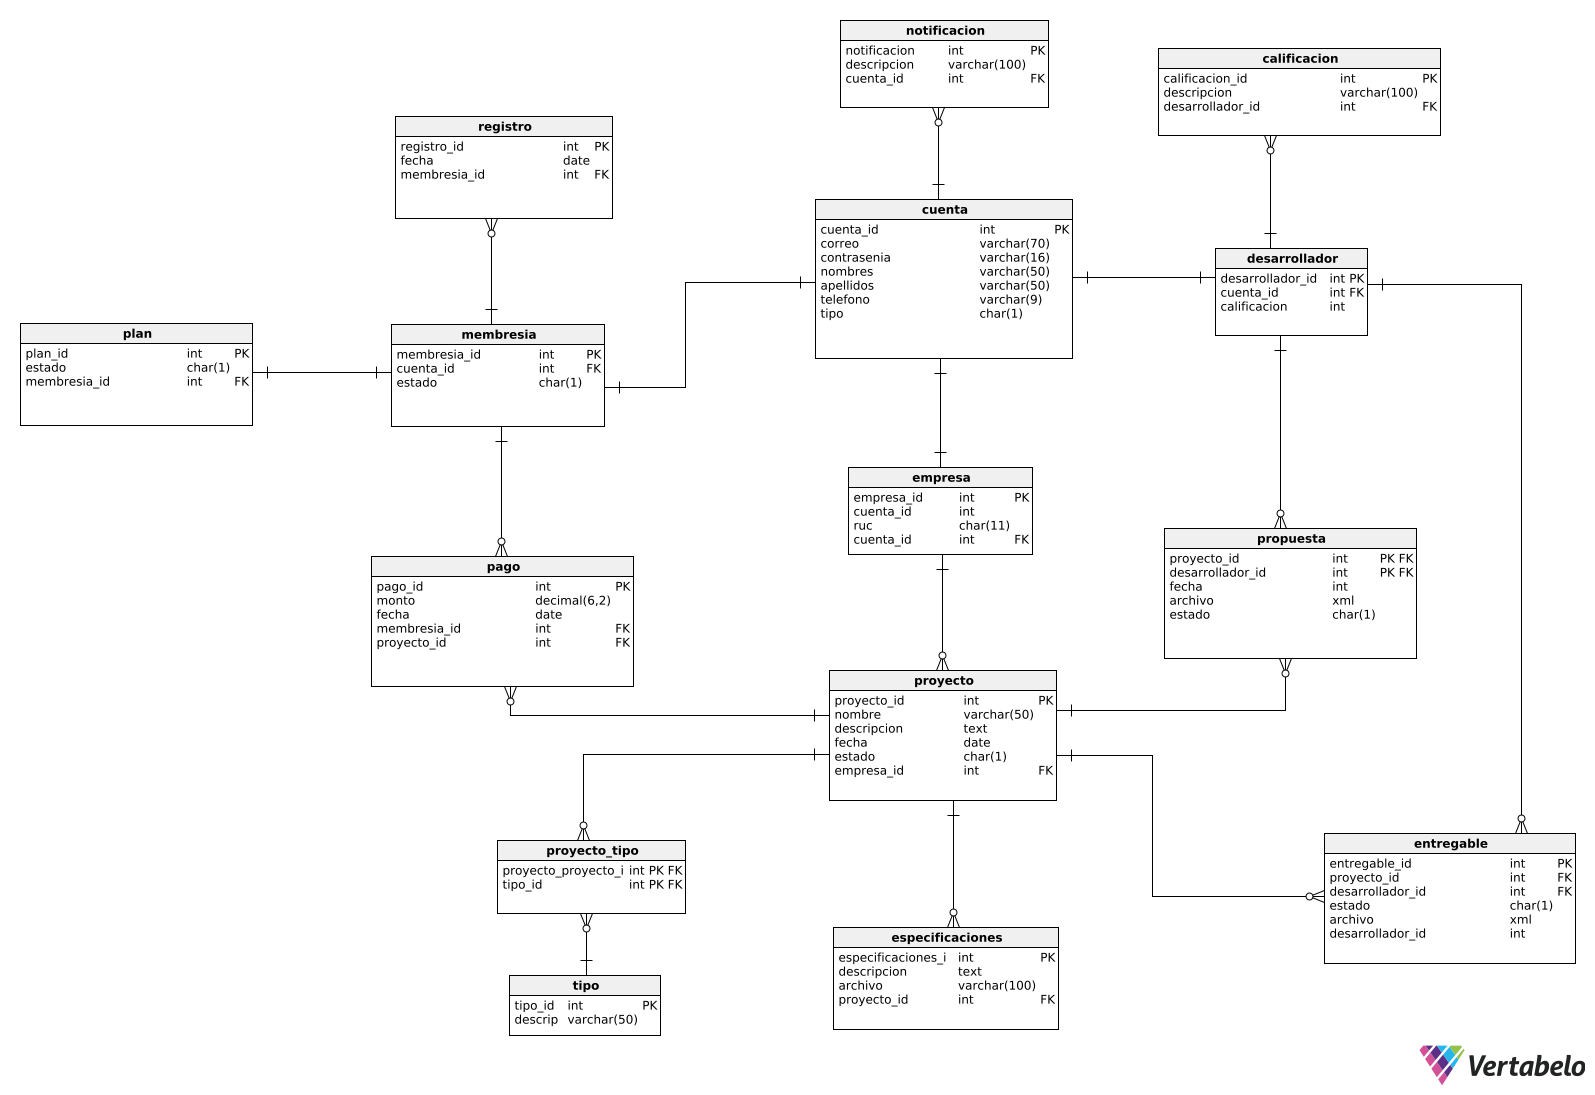 notificacion
notificacion int PK
descripcion varchar(100)
cuenta_id int FK
calificacion
calificacion_id int PK
descripcion varchar(100)
desarrollador_id int FK
registro
registro_id int PK
fecha date
membresia_id int FK
cuenta
cuenta_id int PK
correo varchar(70)
contrasenia varchar(16)
nombres varchar(50)
apellidos varchar(50)
telefono varchar(9)
tipo char(1)
desarrollador
desarrollador_id int PK
cuenta_id int FK
calificacion int
plan
plan_id int PK
estado char(1)
membresia_id int FK
membresia
membresia_id int PK
cuenta_id int FK
estado char(1)
empresa
empresa_id int PK
cuenta_id int
ruc char(11)
cuenta_id int FK
propuesta
proyecto_id int PK FK
desarrollador_id int PK FK
fecha int
archivo xml
estado char(1)
pago
pago_id int PK
monto decimal(6,2)
fecha date
membresia_id int FK
proyecto_id int FK
proyecto
proyecto_id int PK
nombre varchar(50)
descripcion text
fecha date
estado char(1)
empresa_id int FK
proyecto_tipo
proyecto_proyecto_i int PK FK
tipo_id int PK FK
entregable
entregable_id int PK
proyecto_id int FK
desarrollador_id int FK
estado char(1)
archivo xml
desarrollador_id int
especificaciones
especificaciones_i int PK
descripcion text
archivo varchar(100)
proyecto_id int FK
tipo
tipo_id int PK
descrip varchar(50)
Vertabelo